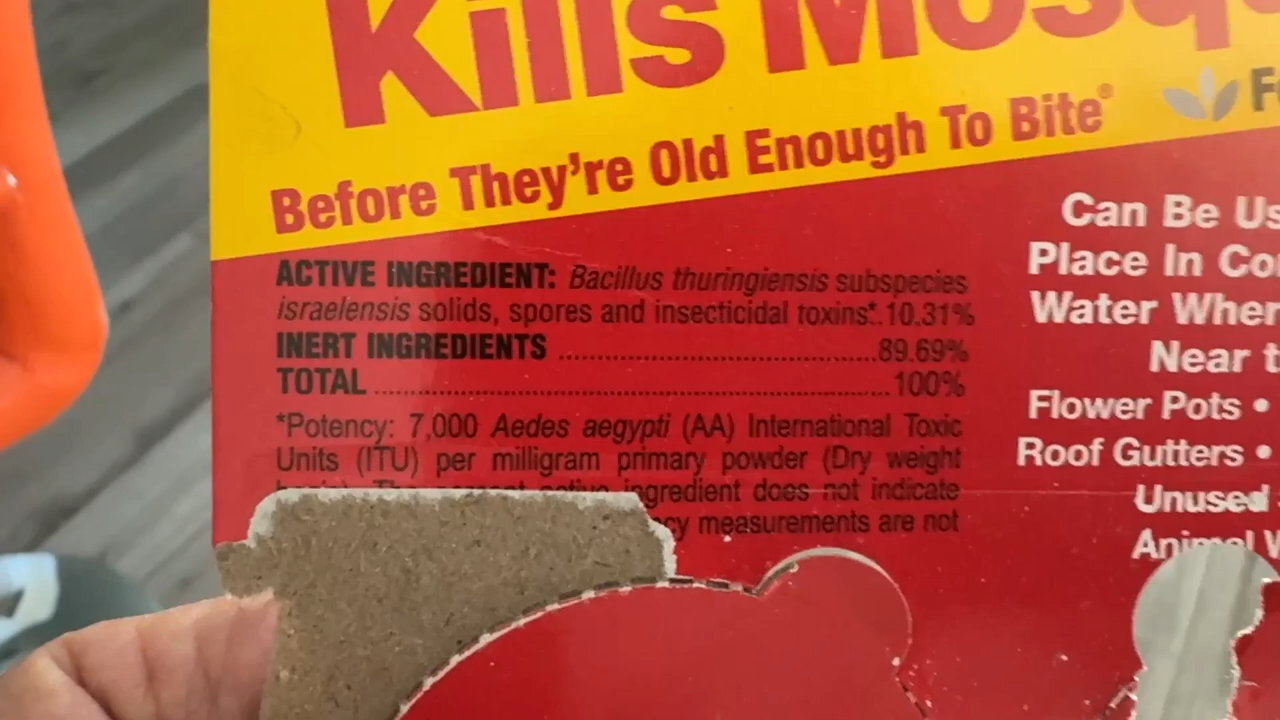 Kills Mosqu
Before They're Old Enough To Bite®
ACTIVE INGREDIENT: Bacillus thuringiensis subspecies
israelensis solids, spores and insecticidal toxins*.10.31%
INERT INGREDIENTS ........................................89.69%
TOTAL ..................................................................100%
*Potency: 7,000 Aedes aegypti (AA) International Toxic
Units (ITU) per milligram primary powder (Dry weight
ingredient does not indicate
measurements are not
Can Be Us
Place In Co
Water Wher
Near t
Flower Pots •
Roof Gutters •
Unused
Animal W